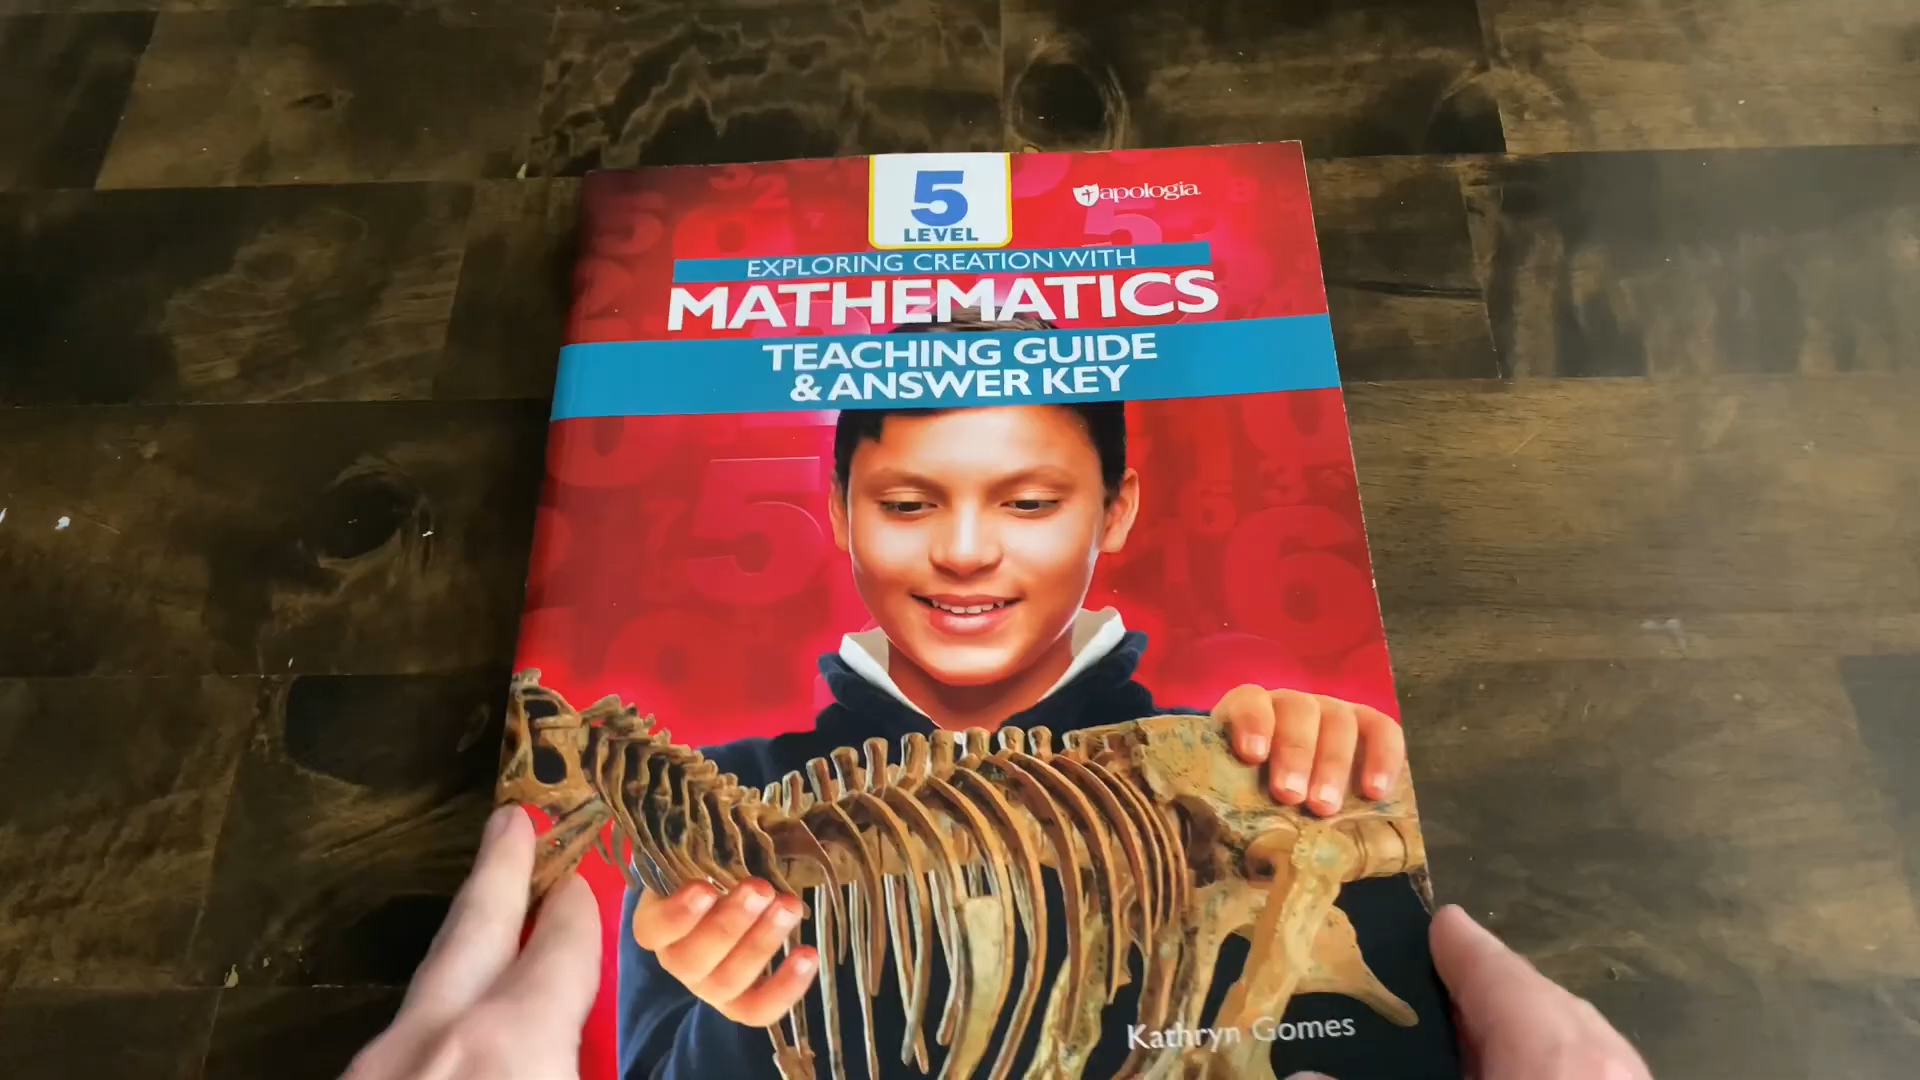 5
LEVEL
apologia
EXPLORING CREATION WITH
MATHEMATICS
TEACHING GUIDE
& ANSWER KEY
Kathryn Gomes